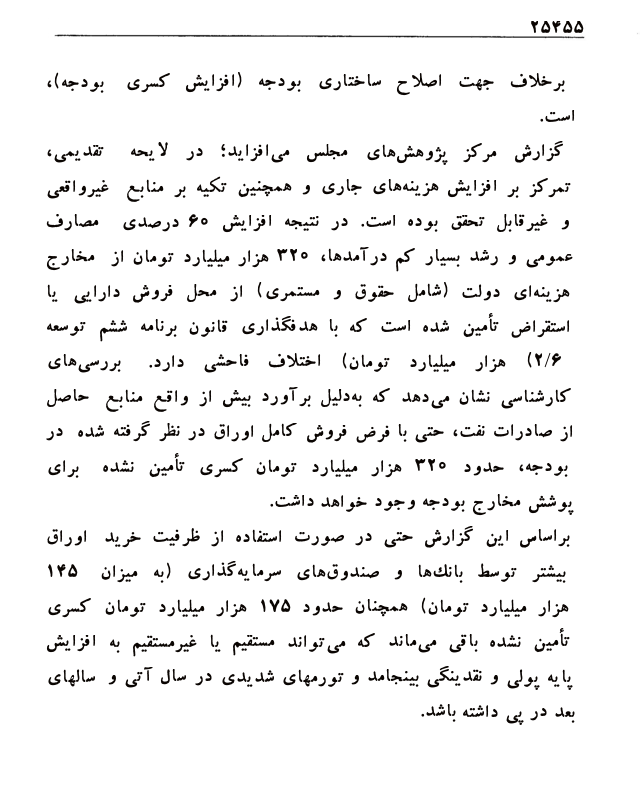 ۲۵۴۵۵
برخلاف جهت اصلاح ساختاری بودجه (افزایش کسری بودجه)،
است.
گزارش مرکز پژوهش‌های مجلس می‌افزاید؛ در لایحه تقدیمی،
تمرکز بر افزایش هزینه‌های جاری و همچنین تکیه بر منابع غیرواقعی
و غیرقابل تحقق بوده است. در نتیجه افزایش ۶۰ درصدی مصارف
عمومی و رشد بسیار کم درآمدها، ۳۲۰ هزار میلیارد تومان از مخارج
هزینه‌ای دولت (شامل حقوق و مستمری) از محل فروش دارایی یا
استقراض تأمین شده است که با هدفگذاری قانون برنامه ششم توسعه
۲/۶) هزار میلیارد تومان) اختلاف فاحشی دارد. بررسی‌های
کارشناسی نشان می‌دهد که به‌دلیل برآورد بیش از واقع منابع حاصل
از صادرات نفت، حتی با فرض فروش کامل اوراق در نظر گرفته شده در
بودجه، حدود ۳۲۰ هزار میلیارد تومان کسری تأمین نشده برای
پوشش مخارج بودجه وجود خواهد داشت.
براساس این گزارش حتی در صورت استفاده از ظرفیت خرید اوراق
بیشتر توسط بانك‌ها و صندوق‌های سرمایه‌گذاری (به میزان ۱۴۵
هزار میلیارد تومان) همچنان حدود ۱۷۵ هزار میلیارد تومان کسری
تأمین نشده باقی می‌ماند که می‌تواند مستقیم یا غیرمستقیم به افزایش
پایه پولی و نقدینگی بینجامد و تورمهای شدیدی در سال آتی و سالهای
بعد در پی داشته باشد.